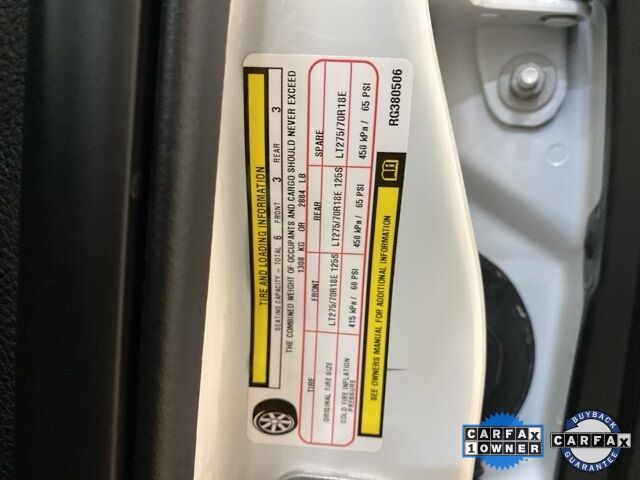 TIRE AND LOADING INFORMATION
SEATING CAPACITY - TOTAL 6 FRONT 3 REAR 3
THE COMBINED WEIGHT OF OCCUPANTS AND CARGO SHOULD NEVER EXCEED
1308 KG OR 2884 LB
TIRE FRONT REAR SPARE
ORIGINAL TIRE SIZE LT275/70R18E 125S LT275/70R18E 125S LT275/70R18E
COLD TIRE INFLATION PRESSURE 415 kPa / 60 PSI 450 kPa / 65 PSI 450 kPa / 65 PSI
SEE OWNERS MANUAL FOR ADDITIONAL INFORMATION
RG380506
CARFAX
1 OWNER
BUYBACK
CARFAX
GUARANTEE